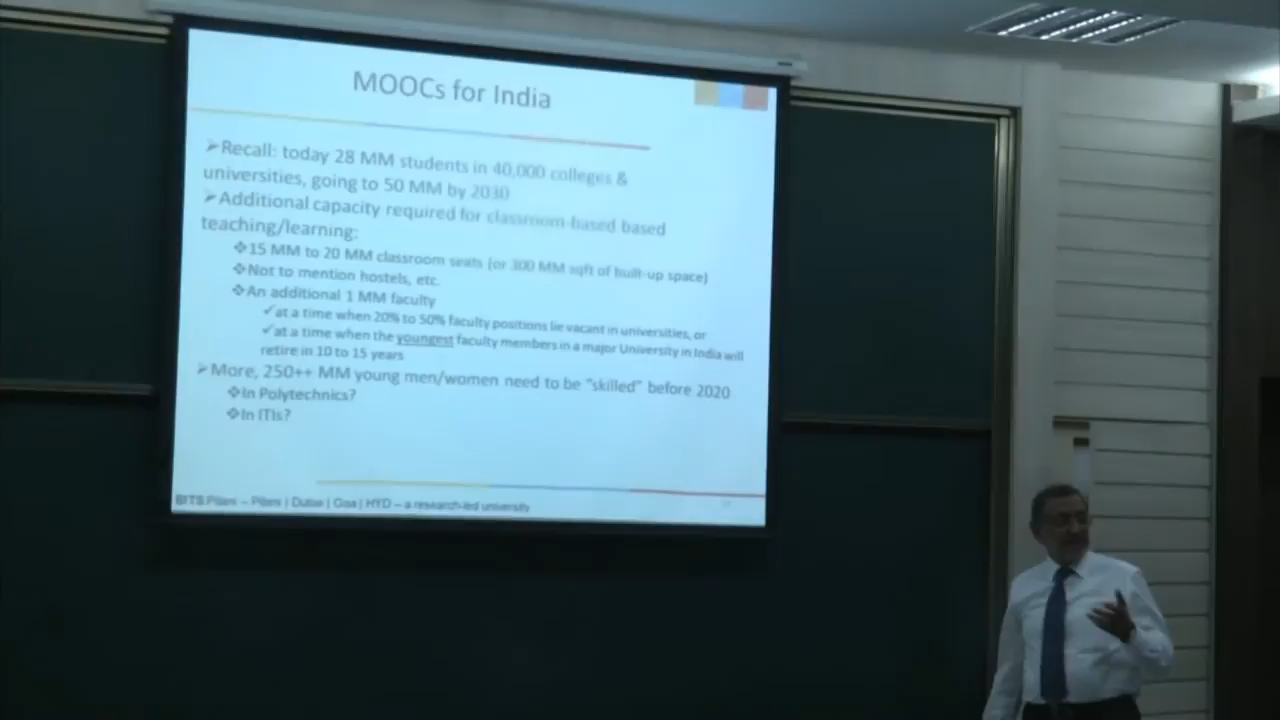 MOOCs for India
➢Recall: today 28 MM students in 40,000 colleges &
universities, going to 50 MM by 2030
➢Additional capacity required for classroom-based based
teaching/learning:
❖15 MM to 20 MM classroom seats (or 300 MM sqft of built-up space)
❖Not to mention hostels, etc.
❖An additional 1 MM faculty
✓at a time when 20% to 50% faculty positions lie vacant in universities, or
✓at a time when the youngest faculty members in a major University in India will
retire in 10 to 15 years
➢More, 250++ MM young men/women need to be "skilled" before 2020
❖In Polytechnics?
❖In ITIs?
BITS Pilani – Pilani | Dubai | Goa | HYD – a research-led university